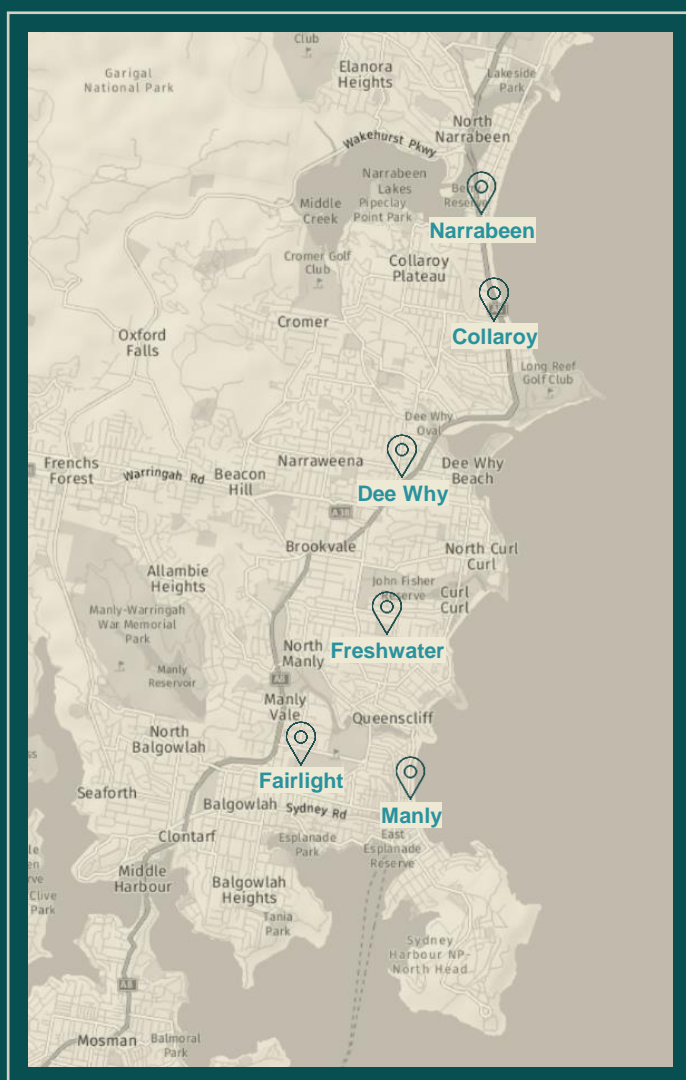 Club
Garigal
National Park
Elanora
Heights
Lakeside
Park
North
Narrabeen
Wakehurst Pkwy
Narrabeen
Lakes
Pipeclay
Point Park
Reserve
Middle
Creek
Narrabeen
Cromer Golf
Club
Collaroy
Plateau
Cromer
Collaroy
Oxford
Falls
Long Reef
Golf Club
Dee Why
Oval
Frenchs
Forest
Warringah Rd
Beacon
Hill
Narraweena
Dee Why
Beach
Dee Why
A38
Brookvale
North Curl
Curl
Allambie
Heights
John Fisher
Reserve
Curl
Curl
Manly-Warringah
War Memorial
Park
Freshwater
North
Manly
Manly
Reservoir
A8
Manly
Vale
Queenscliff
North
Balgowlah
Fairlight
Seaforth
Balgowlah
Sydney Rd
Manly
Clontarf
Esplanade
Park
East
Esplanade
Reserve
Middle
Harbour
Balgowlah
Heights
Clive
Park
Tania
Park
Sydney
Harbour NP-
North Head
A8
Mosman
Balmoral
Park